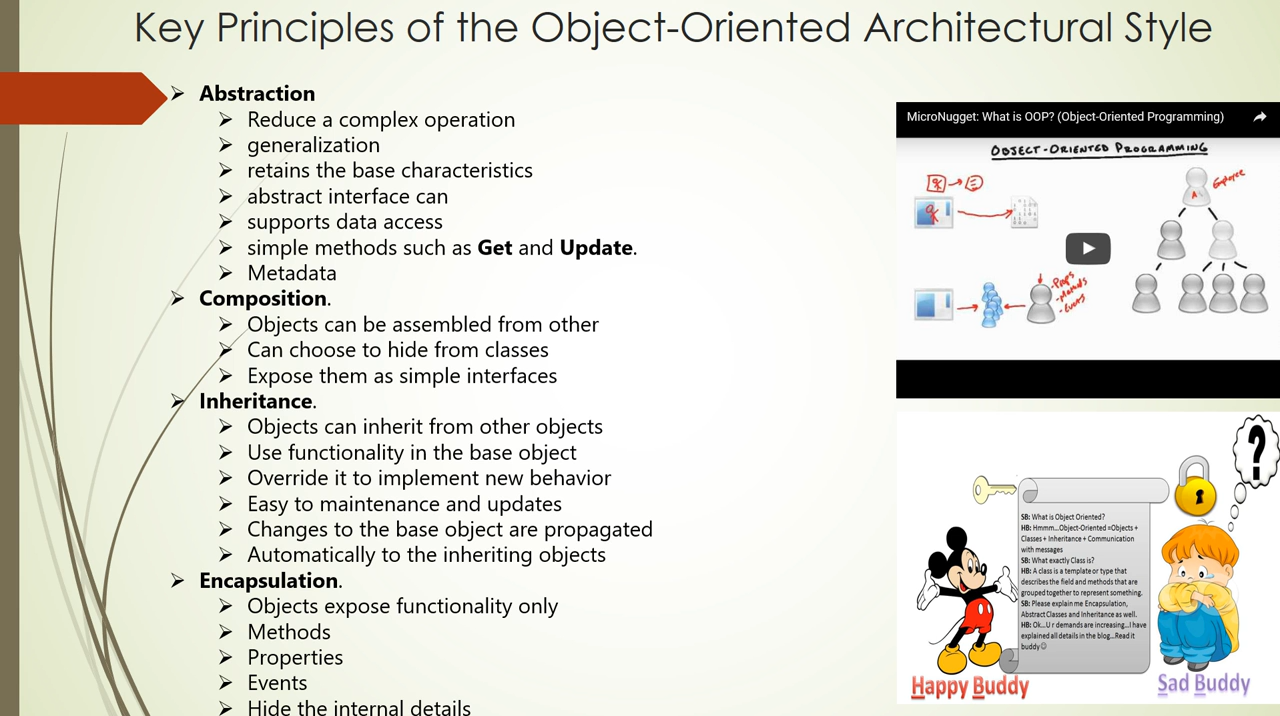 Key Principles of the Object-Oriented Architectural Style
Abstraction
Reduce a complex operation
generalization
retains the base characteristics
abstract interface can
supports data access
simple methods such as Get and Update.
Metadata
Composition.
Objects can be assembled from other
Can choose to hide from classes
Expose them as simple interfaces
Inheritance.
Objects can inherit from other objects
Use functionality in the base object
Override it to implement new behavior
Easy to maintenance and updates
Changes to the base object are propagated
Automatically to the inheriting objects
Encapsulation.
Objects expose functionality only
Methods
Properties
Events
Hide the internal details
MicroNugget: What is OOP? (Object-Oriented Programming)
OBJECT-ORIENTED PROGRAMMING
Employee
-Props
-Methods
-Events
?
SB: What is Object Oriented?
HB: Hmmm...Object-Oriented =Objects +
Classes + Inheritance + Communication
with messages
SB: What exactly Class is?
HB: A class is a template or type that
describes the field and methods that are
grouped together to represent something.
SB: Please explain me Encapsulation,
Abstract Classes and Inheritance as well.
HB: Ok...U r demands are increasing...I have
explained all details in the blog...Read it
buddy☺
Happy Buddy
Sad Buddy